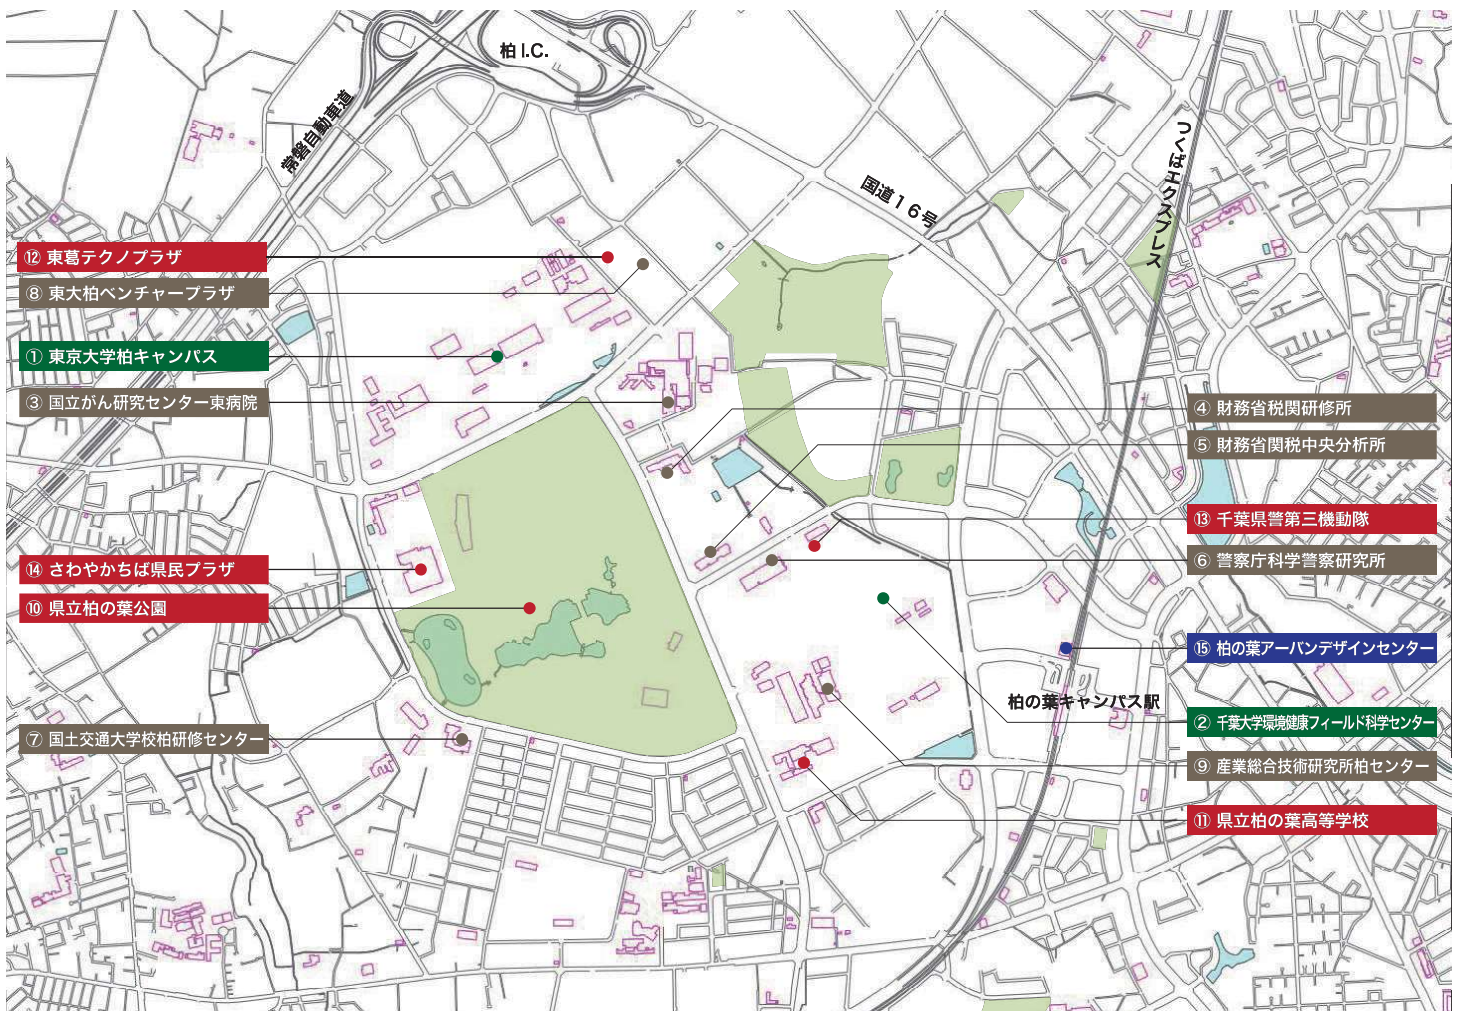 柏 I.C.
常磐自動車道
国道16号
つくばエクスプレス
⑫ 東葛テクノプラザ
⑧ 東大柏ベンチャープラザ
① 東京大学柏キャンパス
③ 国立がん研究センター東病院
④ 財務省税関研修所
⑤ 財務省関税中央分析所
⑬ 千葉県警第三機動隊
⑥ 警察庁科学警察研究所
⑭ さわやかちば県民プラザ
⑩ 県立柏の葉公園
⑮ 柏の葉アーバンデザインセンター
柏の葉キャンパス駅
② 千葉大学環境健康フィールド科学センター
⑦ 国土交通大学校柏研修センター
⑨ 産業総合技術研究所柏センター
⑪ 県立柏の葉高等学校